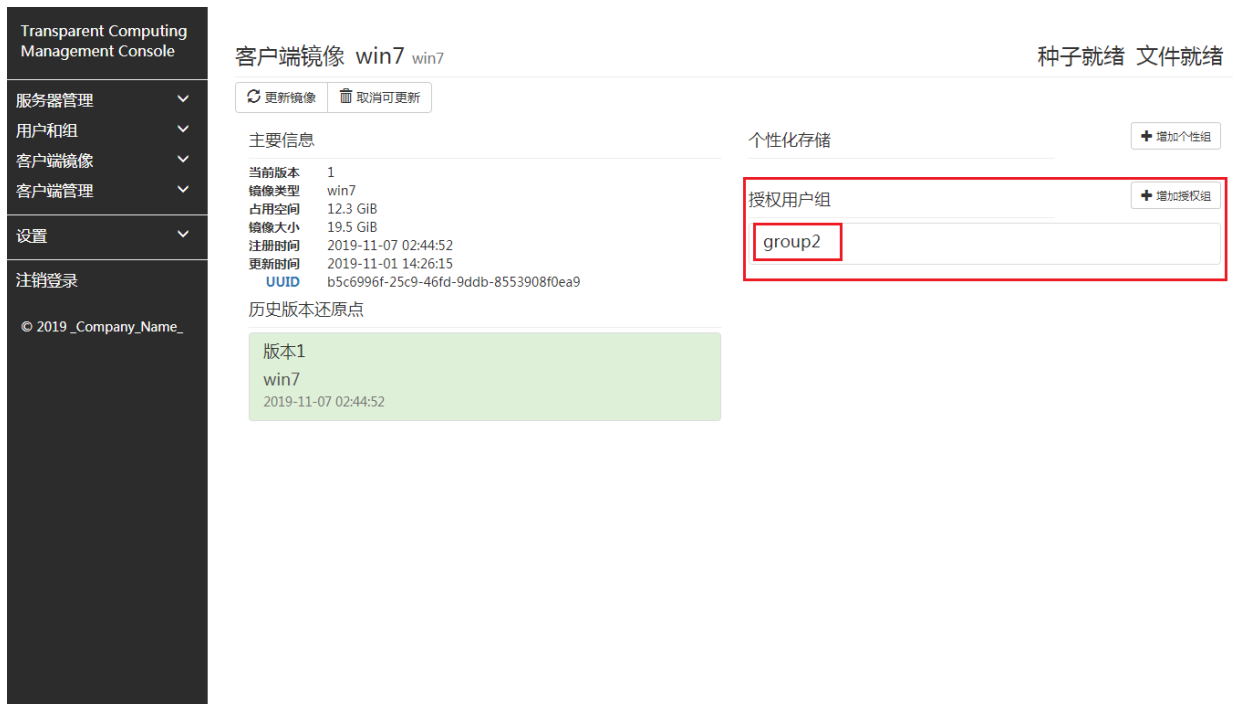 Transparent Computing
Management Console
服务器管理
用户和组
客户端镜像
客户端管理
设置
注销登录
© 2019 _Company_Name_
客户端镜像 win7 win7
种子就绪 文件就绪
更新镜像 取消可更新
主要信息
当前版本 1
镜像类型 win7
占用空间 12.3 GiB
镜像大小 19.5 GiB
注册时间 2019-11-07 02:44:52
更新时间 2019-11-01 14:26:15
UUID b5c6996f-25c9-46fd-9ddb-8553908f0ea9
历史版本还原点
版本1
win7
2019-11-07 02:44:52
个性化存储
增加个性组
授权用户组
增加授权组
group2